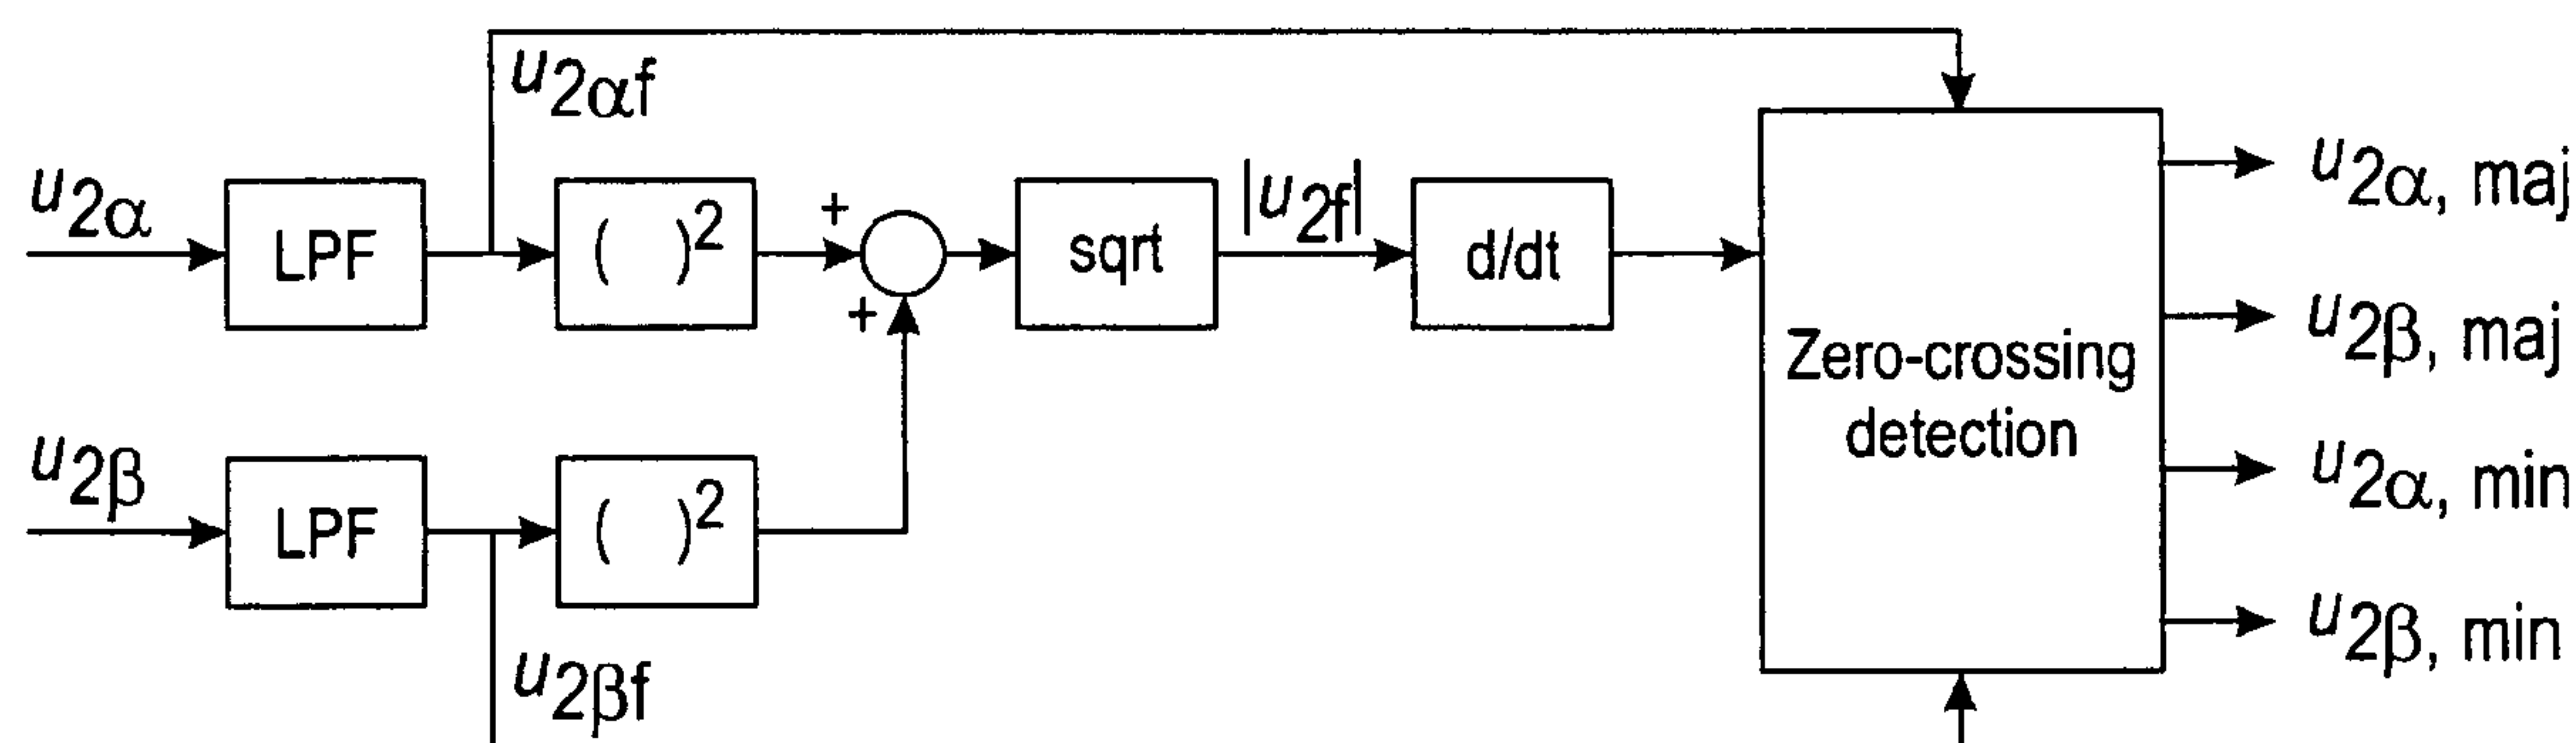 u2αf
u2α
LPF
( )2
+
+
sqrt
|u2f|
d/dt
Zero-crossing
detection
u2α, maj
u2β, maj
u2α, min
u2β, min
u2β
LPF
( )2
u2βf